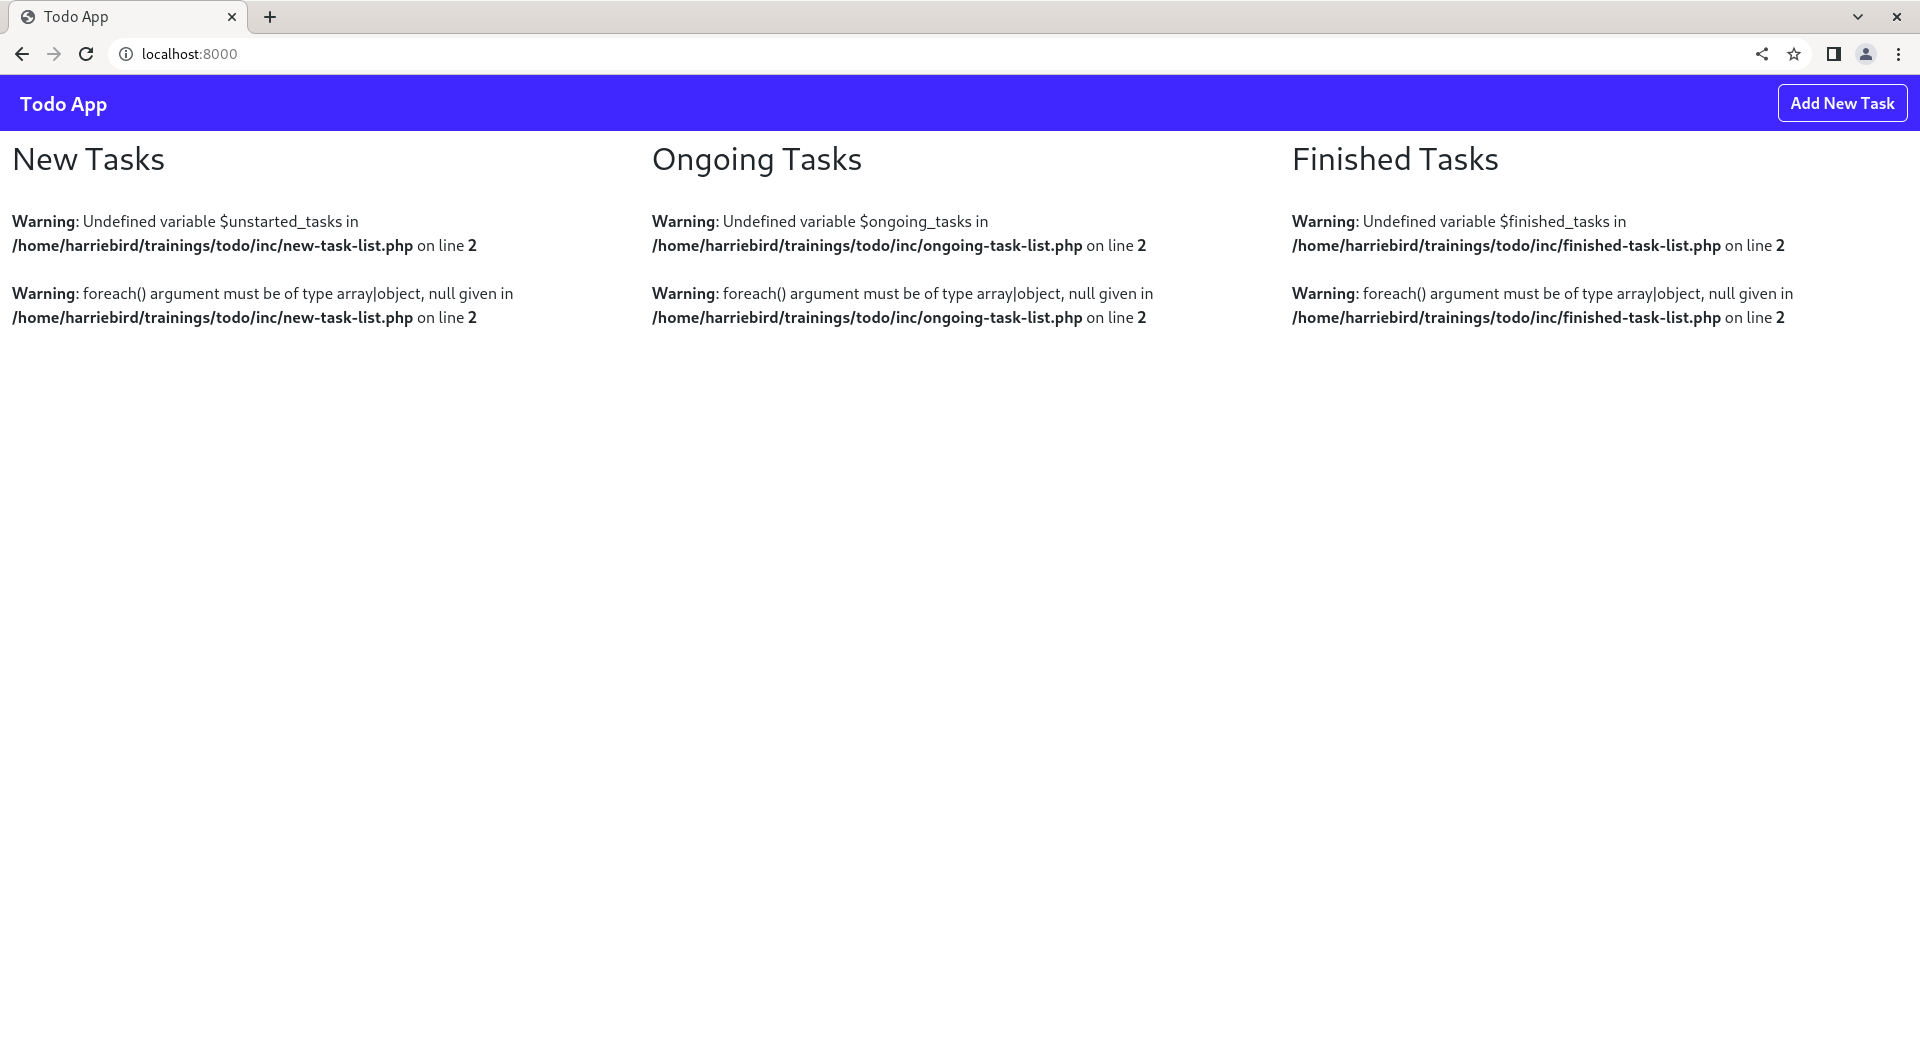 Todo App
localhost:8000
Todo App
Add New Task
New Tasks
Warning: Undefined variable $unstarted_tasks in
/home/harriebird/trainings/todo/inc/new-task-list.php on line 2
Warning: foreach() argument must be of type array|object, null given in
/home/harriebird/trainings/todo/inc/new-task-list.php on line 2
Ongoing Tasks
Warning: Undefined variable $ongoing_tasks in
/home/harriebird/trainings/todo/inc/ongoing-task-list.php on line 2
Warning: foreach() argument must be of type array|object, null given in
/home/harriebird/trainings/todo/inc/ongoing-task-list.php on line 2
Finished Tasks
Warning: Undefined variable $finished_tasks in
/home/harriebird/trainings/todo/inc/finished-task-list.php on line 2
Warning: foreach() argument must be of type array|object, null given in
/home/harriebird/trainings/todo/inc/finished-task-list.php on line 2